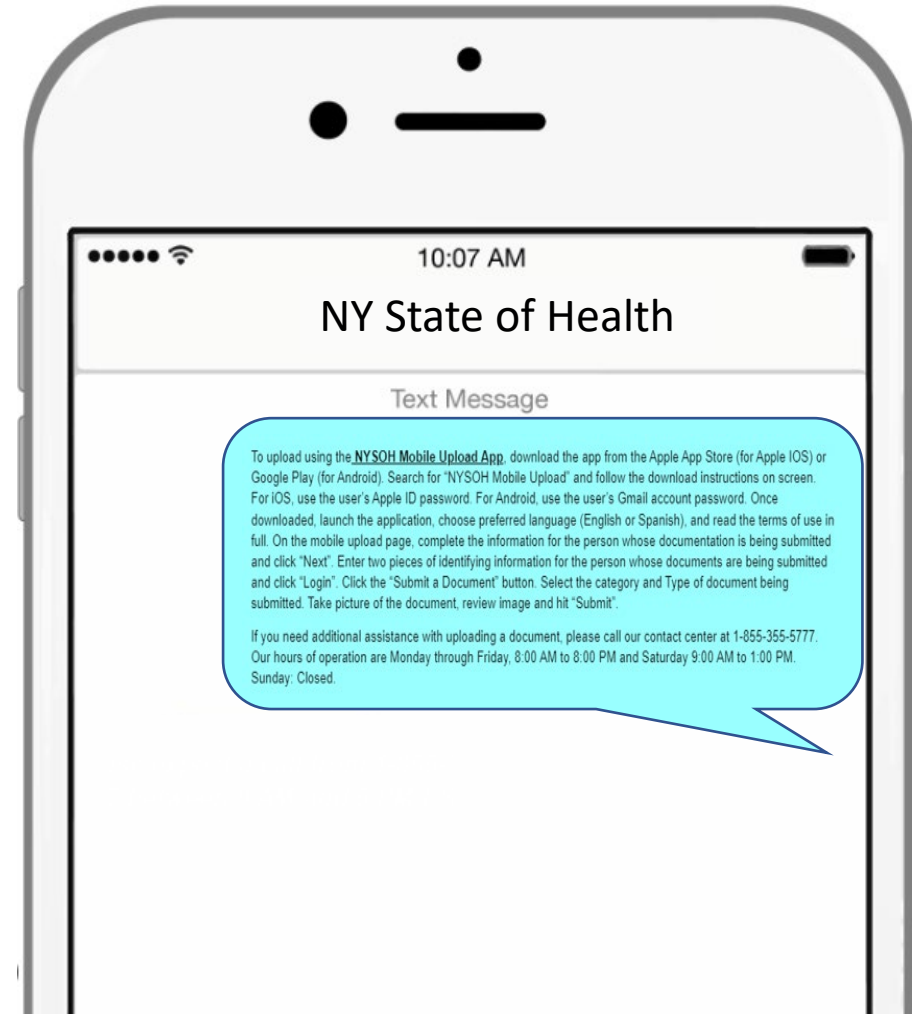 10:07 AM
NY State of Health
Text Message
To upload using the NYSOH Mobile Upload App, download the app from the Apple App Store (for Apple IOS) or
Google Play (for Android). Search for “NYSOH Mobile Upload” and follow the download instructions on screen.
For iOS, use the user’s Apple ID password. For Android, use the user’s Gmail account password. Once
downloaded, launch the application, choose preferred language (English or Spanish), and read the terms of use in
full. On the mobile upload page, complete the information for the person whose documentation is being submitted
and click “Next”. Enter two pieces of identifying information for the person whose documents are being submitted
and click “Login”. Click the “Submit a Document” button. Select the category and Type of document being
submitted. Take picture of the document, review image and hit “Submit”.
If you need additional assistance with uploading a document, please call our contact center at 1-855-355-5777.
Our hours of operation are Monday through Friday, 8:00 AM to 8:00 PM and Saturday 9:00 AM to 1:00 PM.
Sunday: Closed.